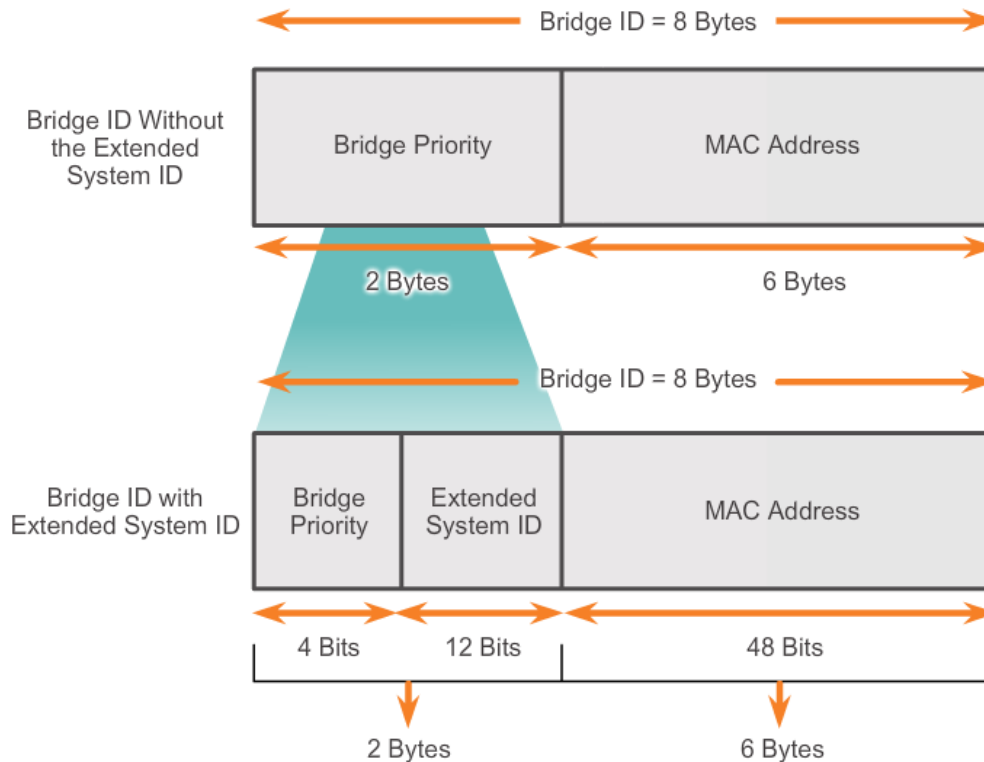 Bridge ID = 8 Bytes
Bridge ID Without
the Extended
System ID
Bridge Priority
MAC Address
2 Bytes
6 Bytes
Bridge ID = 8 Bytes
Bridge ID with
Extended System ID
Bridge
Priority
Extended
System ID
MAC Address
4 Bits
12 Bits
48 Bits
2 Bytes
6 Bytes